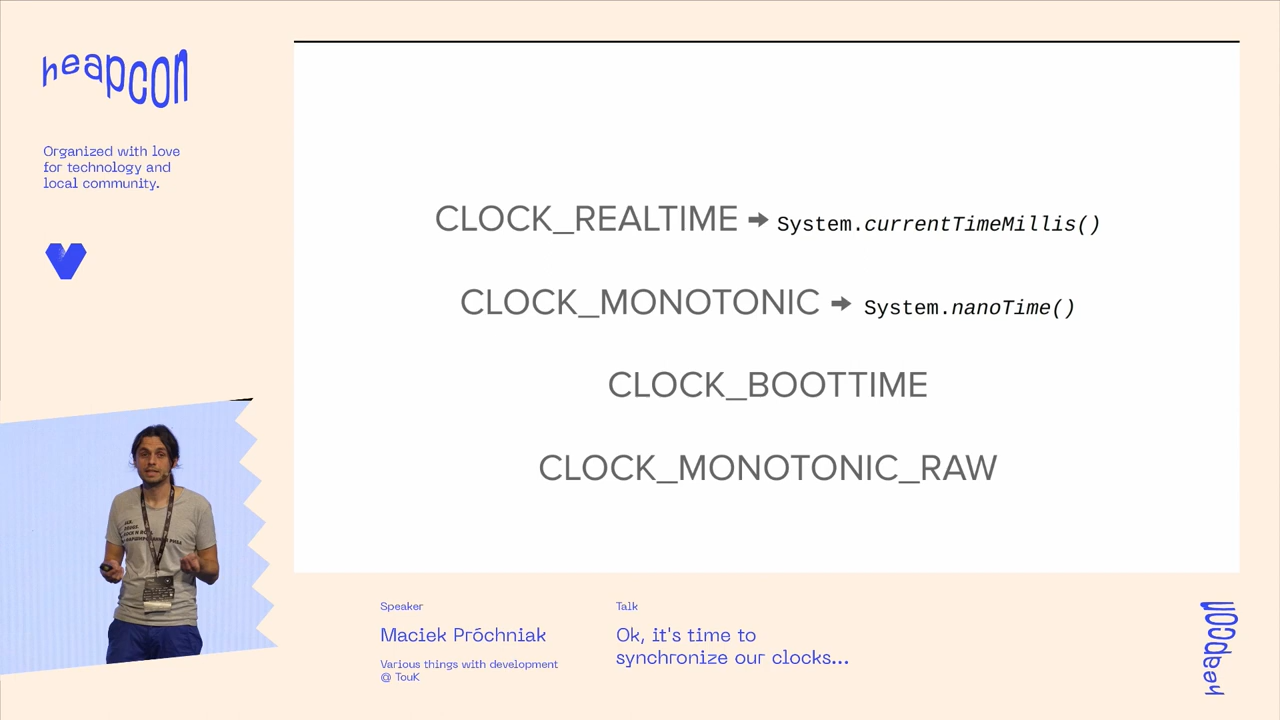 heapcon
Organized with love
for technology and
local community.
CLOCK_REALTIME ➡ System.currentTimeMillis()
CLOCK_MONOTONIC ➡ System.nanoTime()
CLOCK_BOOTTIME
CLOCK_MONOTONIC_RAW
Speaker
Maciek Próchniak
Various things with development
@ TouK
Talk
Ok, it's time to
synchronize our clocks...
heapcon